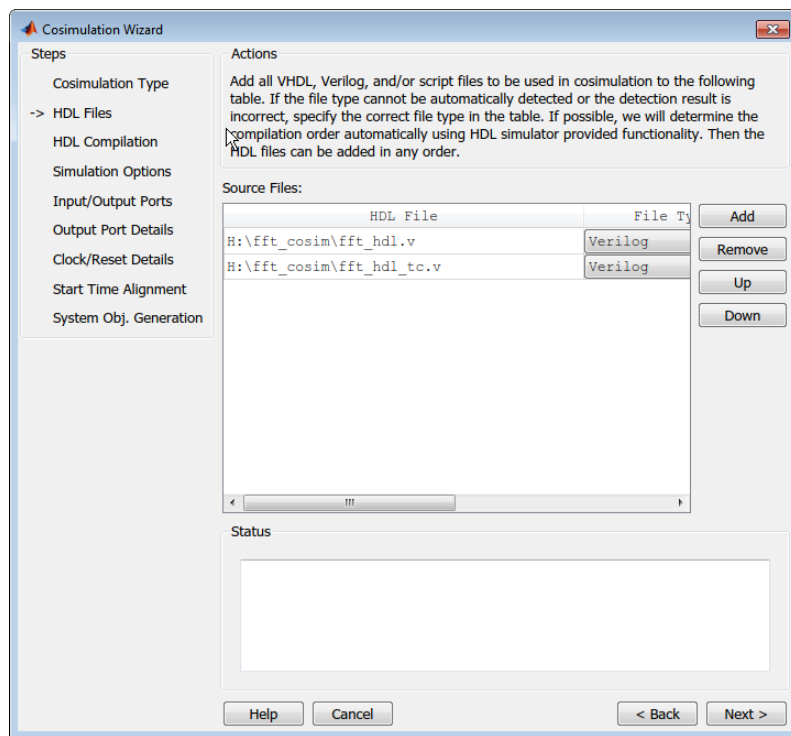 Cosimulation Wizard
Steps
Cosimulation Type
-> HDL Files
HDL Compilation
Simulation Options
Input/Output Ports
Output Port Details
Clock/Reset Details
Start Time Alignment
System Obj. Generation
Actions
Add all VHDL, Verilog, and/or script files to be used in cosimulation to the following
table. If the file type cannot be automatically detected or the detection result is
incorrect, specify the correct file type in the table. If possible, we will determine the
compilation order automatically using HDL simulator provided functionality. Then the
HDL files can be added in any order.
Source Files:
HDL File File Ty
H:\fft_cosim\fft_hdl.v Verilog
H:\fft_cosim\fft_hdl_tc.v Verilog
Add
Remove
Up
Down
Status
Help Cancel < Back Next >